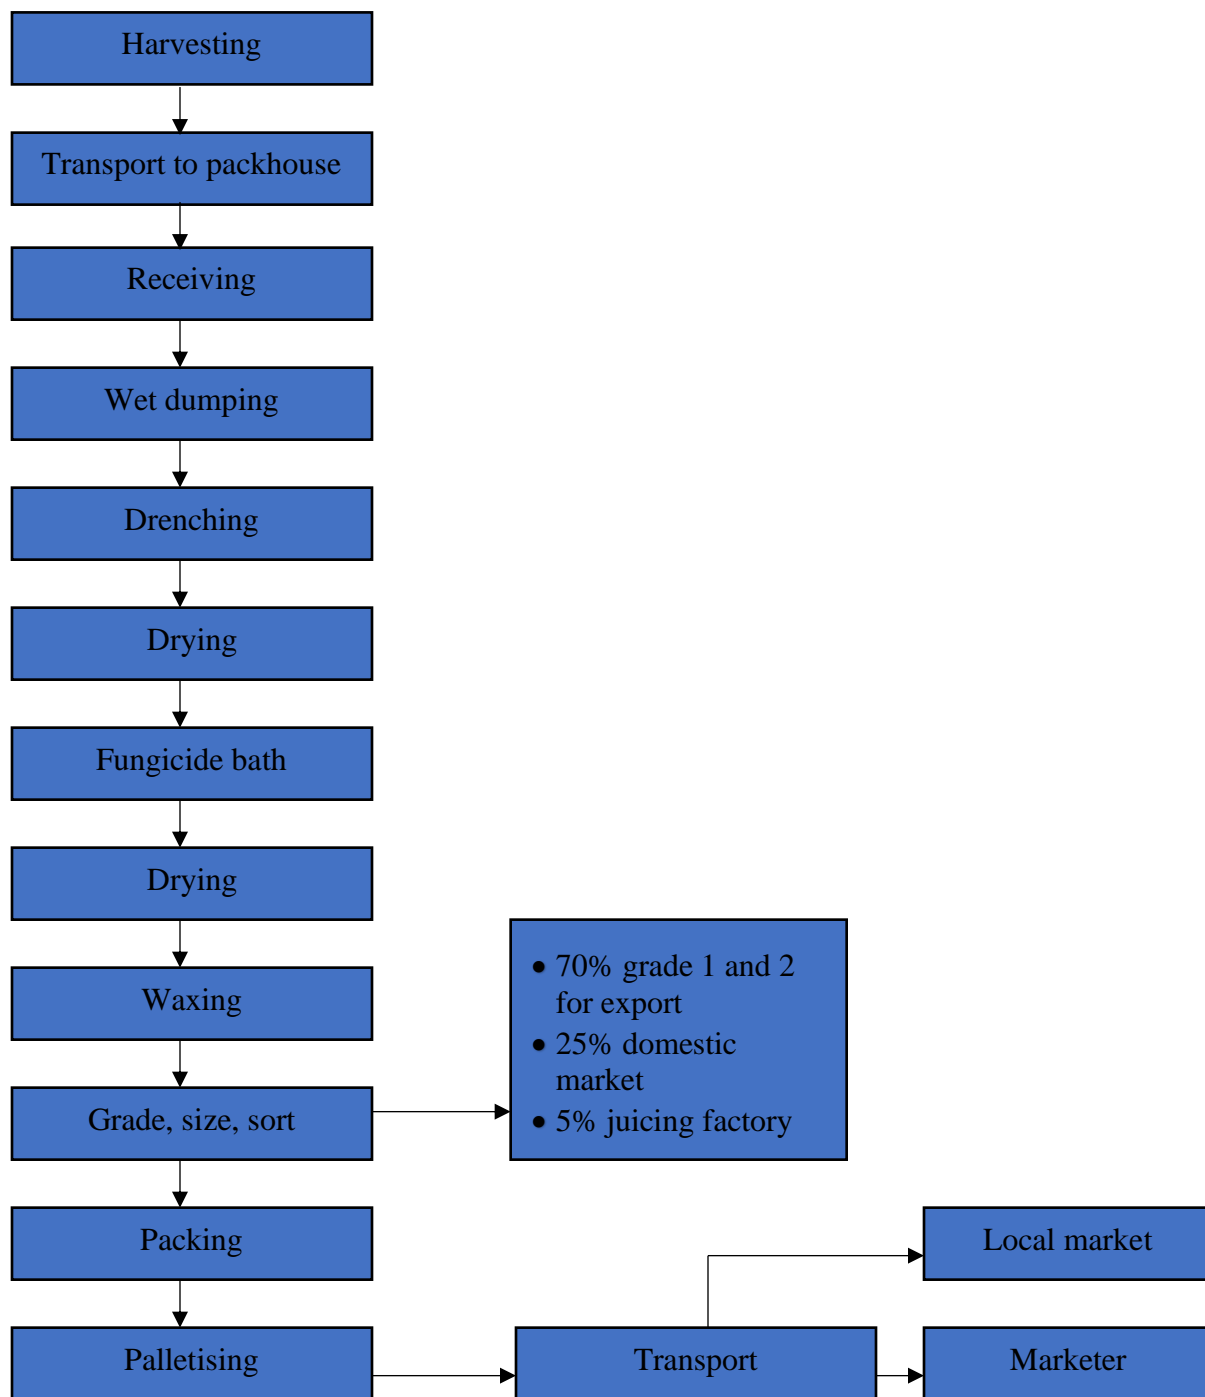 Harvesting
Transport to packhouse
Receiving
Wet dumping
Drenching
Drying
Fungicide bath
Drying
Waxing
Grade, size, sort
• 70% grade 1 and 2
for export
• 25% domestic
market
• 5% juicing factory
Packing
Local market
Palletising
Transport
Marketer